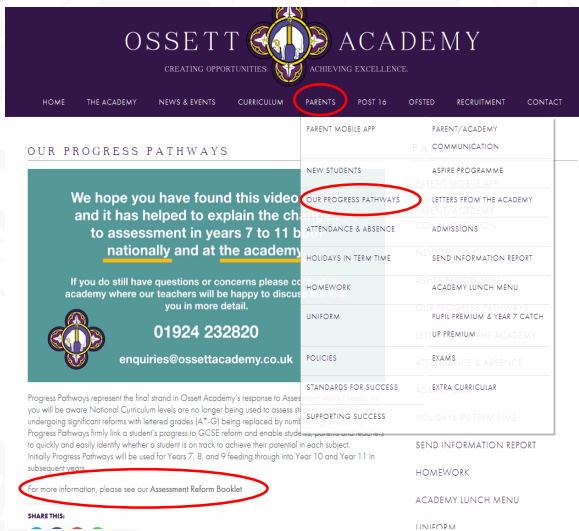 OSSETT ACADEMY
CREATING OPPORTUNITIES. ACHIEVING EXCELLENCE.
HOME THE ACADEMY NEWS & EVENTS CURRICULUM PARENTS POST 16 OFSTED RECRUITMENT CONTACT
PARENT MOBILE APP
PARENT/ACADEMY
COMMUNICATION
NEW STUDENTS
ASPIRE PROGRAMME
OUR PROGRESS PATHWAYS
LETTERS FROM THE ACADEMY
ATTENDANCE & ABSENCE
ADMISSIONS
HOLIDAYS IN TERM TIME
SEND INFORMATION REPORT
HOMEWORK
ACADEMY LUNCH MENU
UNIFORM
PUPIL PREMIUM & YEAR 7 CATCH
UP PREMIUM
POLICIES
EXAMS
STANDARDS FOR SUCCESS
EXTRA CURRICULAR
SUPPORTING SUCCESS
OUR PROGRESS PATHWAYS
We hope you have found this video
and it has helped to explain the
to assessment in years 7 to 11
nationally and at the academy
If you do still have questions or concerns please
academy where our teachers will be happy to
you in more detail.
01924 232820
enquiries@ossettacademy.co.uk
Progress Pathways represent the final strand in Ossett Academy's response to
you will be aware National Curriculum levels are no longer being used to assess
undergoing significant reforms with lettered grades (A*-G) being replaced by
Progress Pathways firmly link a student's progress to GCSE reform and enable students, parents and teachers
to quickly and easily identify whether a student is on track to achieve their potential in each subject.
Initially Progress Pathways will be used for Years 7, 8, and 9 feeding through into Year 10 and Year 11 in
subsequent years.
For more information, please see our Assessment Reform Booklet
SHARE THIS:
HOLIDAYS IN TERM TIME
SEND INFORMATION REPORT
HOMEWORK
ACADEMY LUNCH MENU
UNIFORM